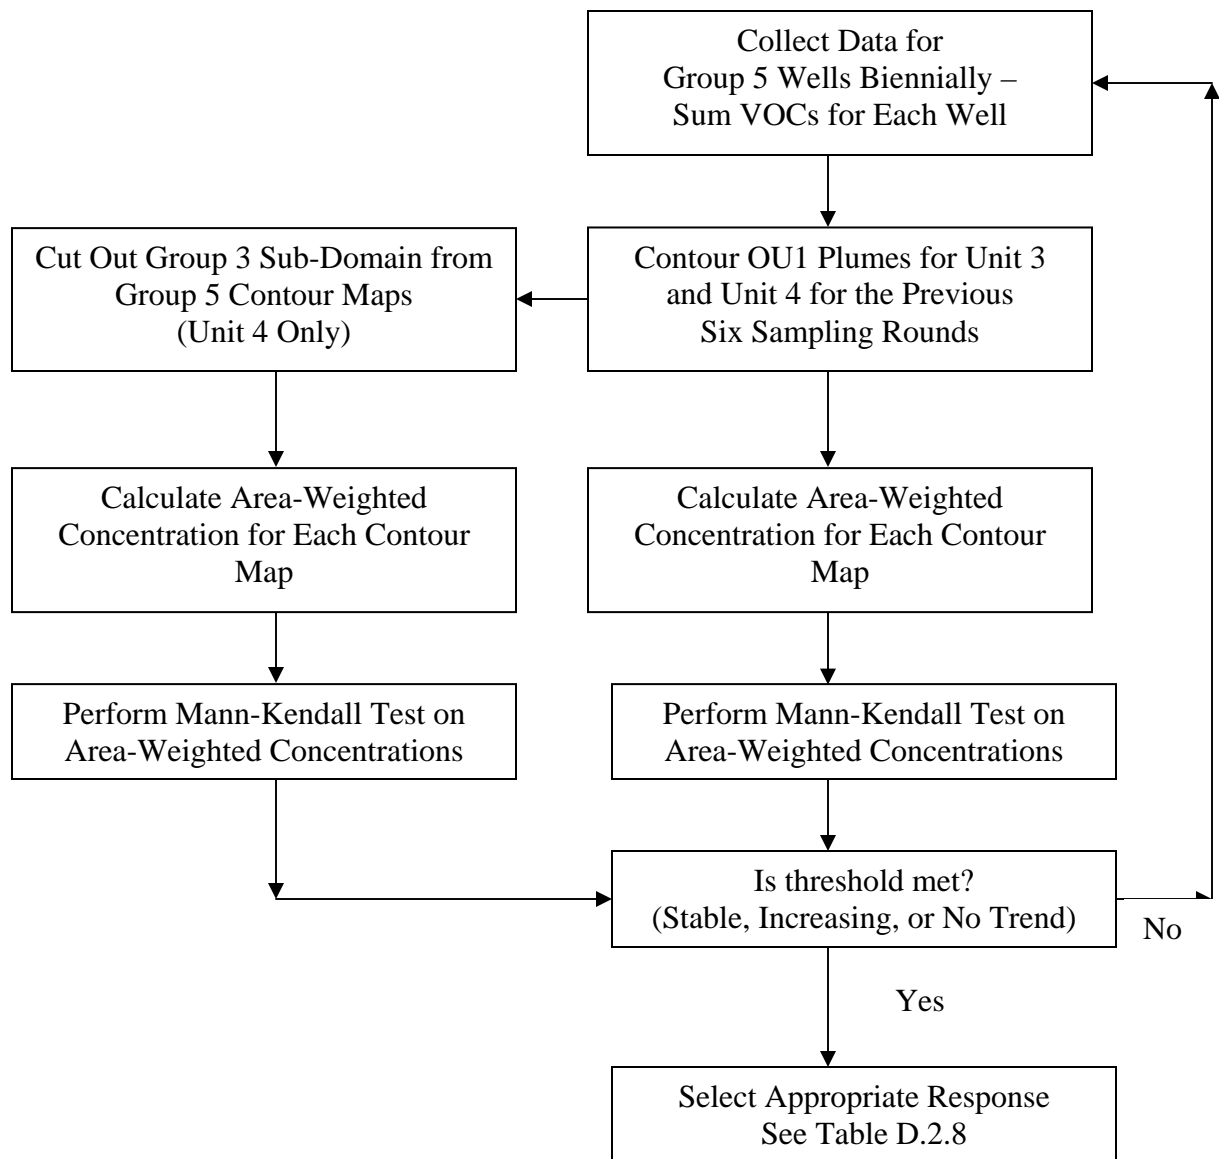 Collect Data for
Group 5 Wells Biennially –
Sum VOCs for Each Well
Cut Out Group 3 Sub-Domain from
Group 5 Contour Maps
(Unit 4 Only)
Contour OU1 Plumes for Unit 3
and Unit 4 for the Previous
Six Sampling Rounds
Calculate Area-Weighted
Concentration for Each Contour
Map
Calculate Area-Weighted
Concentration for Each Contour
Map
Perform Mann-Kendall Test on
Area-Weighted Concentrations
Perform Mann-Kendall Test on
Area-Weighted Concentrations
Is threshold met?
(Stable, Increasing, or No Trend)
No
Yes
Select Appropriate Response
See Table D.2.8